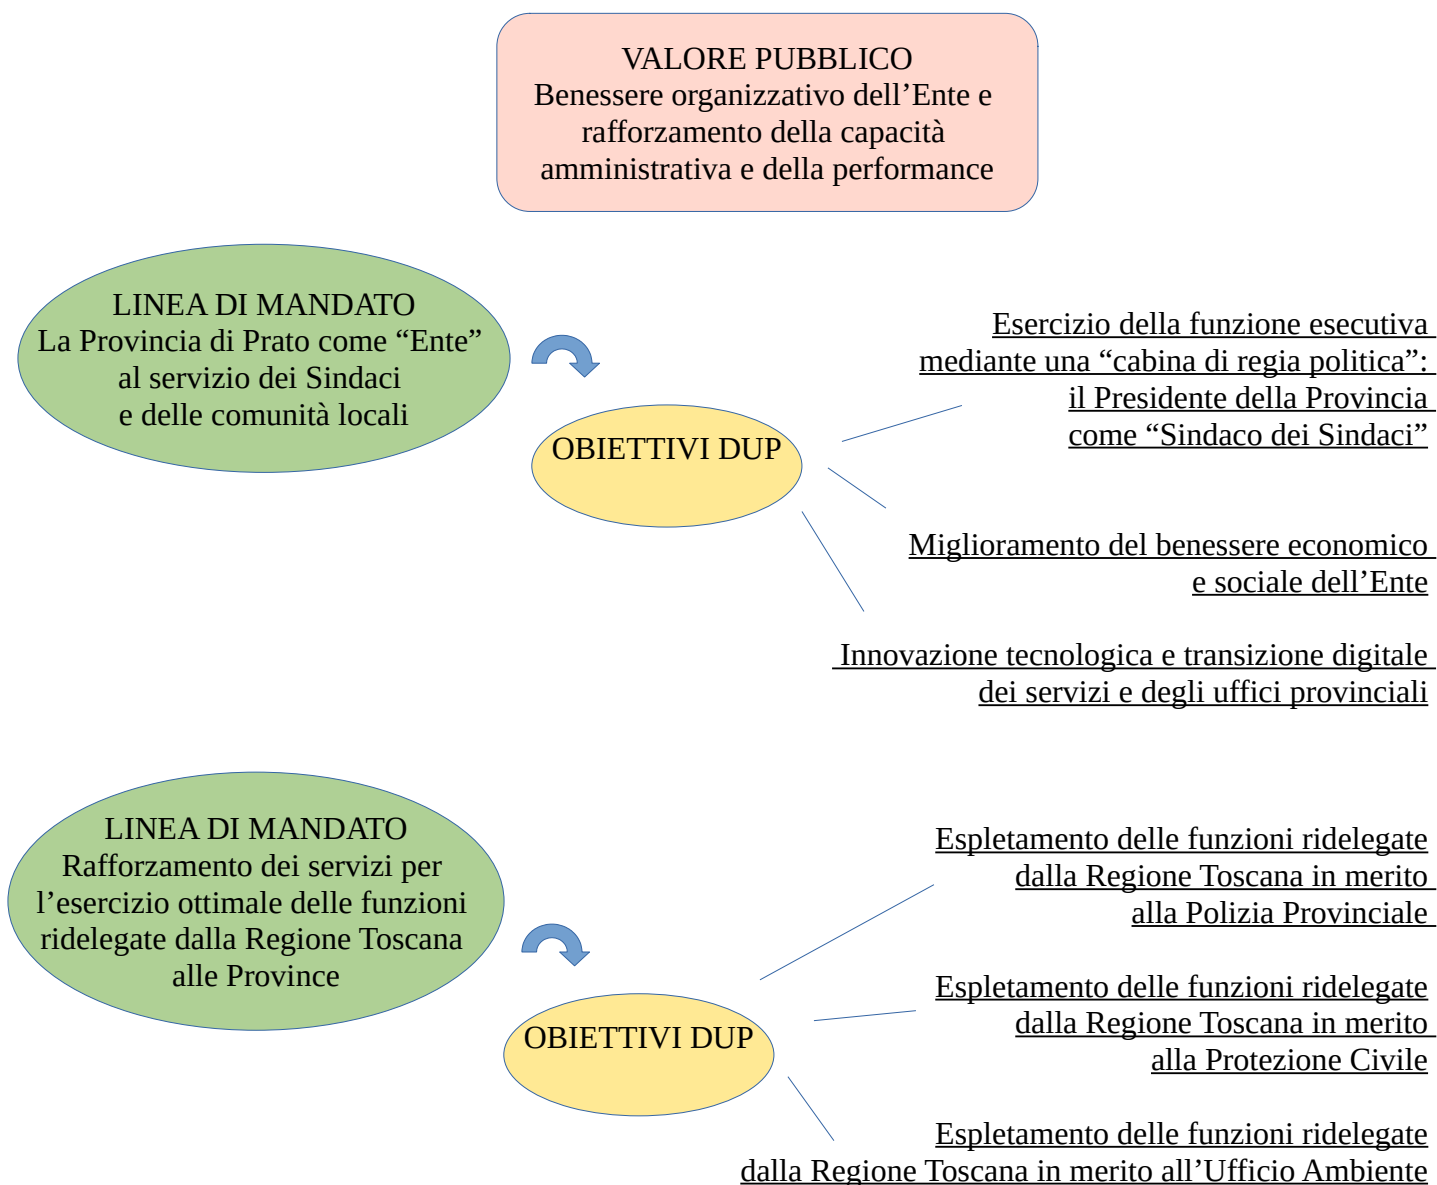 VALORE PUBBLICO
Benessere organizzativo dell’Ente e
rafforzamento della capacità
amministrativa e della performance
LINEA DI MANDATO
La Provincia di Prato come “Ente”
al servizio dei Sindaci
e delle comunità locali
OBIETTIVI DUP
Esercizio della funzione esecutiva
mediante una “cabina di regia politica”:
il Presidente della Provincia
come “Sindaco dei Sindaci”
Miglioramento del benessere economico
e sociale dell’Ente
Innovazione tecnologica e transizione digitale
dei servizi e degli uffici provinciali
LINEA DI MANDATO
Rafforzamento dei servizi per
l’esercizio ottimale delle funzioni
ridelegate dalla Regione Toscana
alle Province
OBIETTIVI DUP
Espletamento delle funzioni ridelegate
dalla Regione Toscana in merito
alla Polizia Provinciale
Espletamento delle funzioni ridelegate
dalla Regione Toscana in merito
alla Protezione Civile
Espletamento delle funzioni ridelegate
dalla Regione Toscana in merito all’Ufficio Ambiente